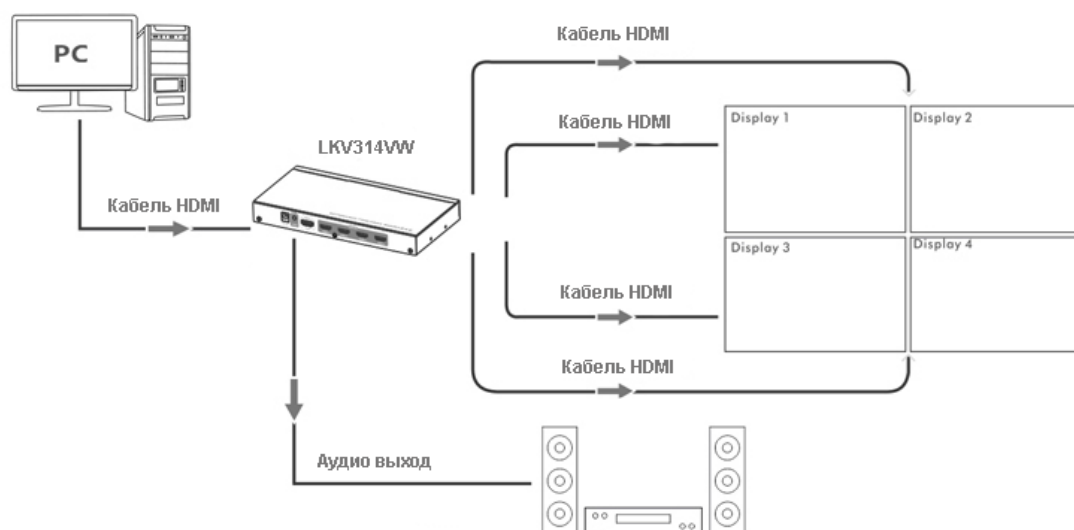 Кабель HDMI
PC
Display 1
Display 2
Кабель HDMI
LKV314VW
Кабель HDMI
Display 3
Display 4
Кабель HDMI
Кабель HDMI
Аудио выход